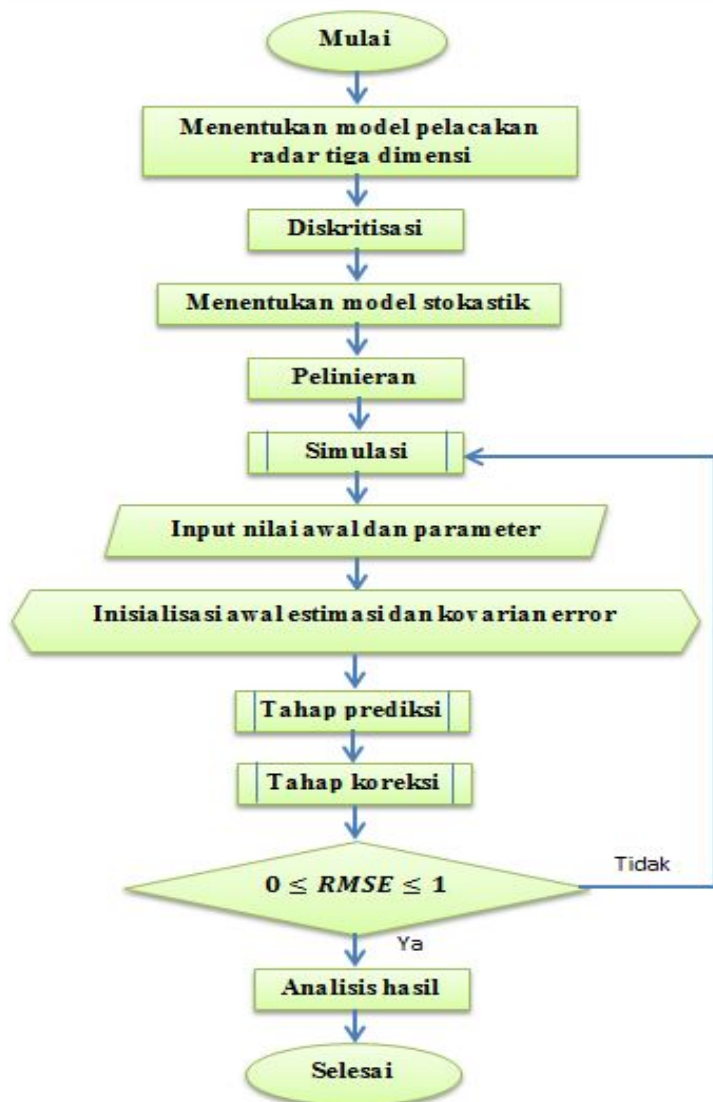 Mulai
Menentukan model pelacakan
radar tiga dimensi
Diskritisasi
Menentukan model stokastik
Pelinieran
Simulasi
Input nilai awal dan parameter
Inisialisasi awal estimasi dan kovarian error
Tahap prediksi
Tahap koreksi
0 ≤ RMSE ≤ 1
Tidak
Ya
Analisis hasil
Selesai